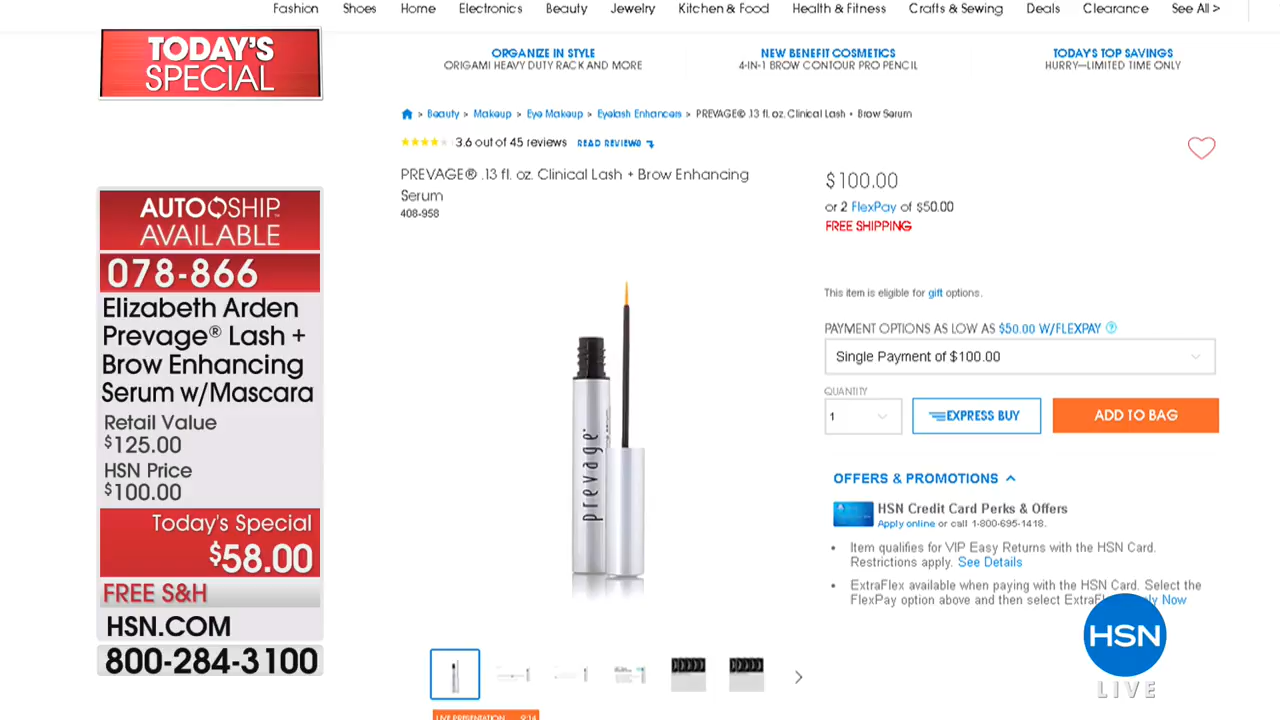 Fashion Shoes Home Electronics Beauty Jewelry Kitchen & Food Health & Fitness Crafts & Sewing Deals Clearance See All >
TODAY'S
SPECIAL
ORGANIZE IN STYLE
ORIGAMI HEAVY DUTY RACK AND MORE
NEW BENEFIT COSMETICS
4-IN-1 BROW CONTOUR PRO PENCIL
TODAY'S TOP SAVINGS
HURRY—LIMITED TIME ONLY
> Beauty > Makeup > Eye Makeup > Eyelash Enhancers > PREVAGE® .13 fl. oz. Clinical Lash + Brow Serum
3.6 out of 45 reviews READ REVIEWS
PREVAGE® .13 fl. oz. Clinical Lash + Brow Enhancing
Serum
408-958
$100.00
or 2 FlexPay of $50.00
FREE SHIPPING
This item is eligible for gift options.
PAYMENT OPTIONS AS LOW AS $50.00 W/FLEXPAY ?
Single Payment of $100.00
QUANTITY
1
EXPRESS BUY
ADD TO BAG
OFFERS & PROMOTIONS
HSN Credit Card Perks & Offers
Apply online or call 1-800-695-1418.
• Item qualifies for VIP Easy Returns with the HSN Card.
Restrictions apply. See Details
• ExtraFlex available when paying with the HSN Card. Select the
FlexPay option above and then select ExtraFl ly Now
prevage®
AUTOSHIP™
AVAILABLE
078-866
Elizabeth Arden
Prevage® Lash +
Brow Enhancing
Serum w/Mascara
Retail Value
$125.00
HSN Price
$100.00
Today's Special
$58.00
FREE S&H
HSN.COM
800-284-3100
HSN
LIVE
LIVE PRESENTATION 9:14